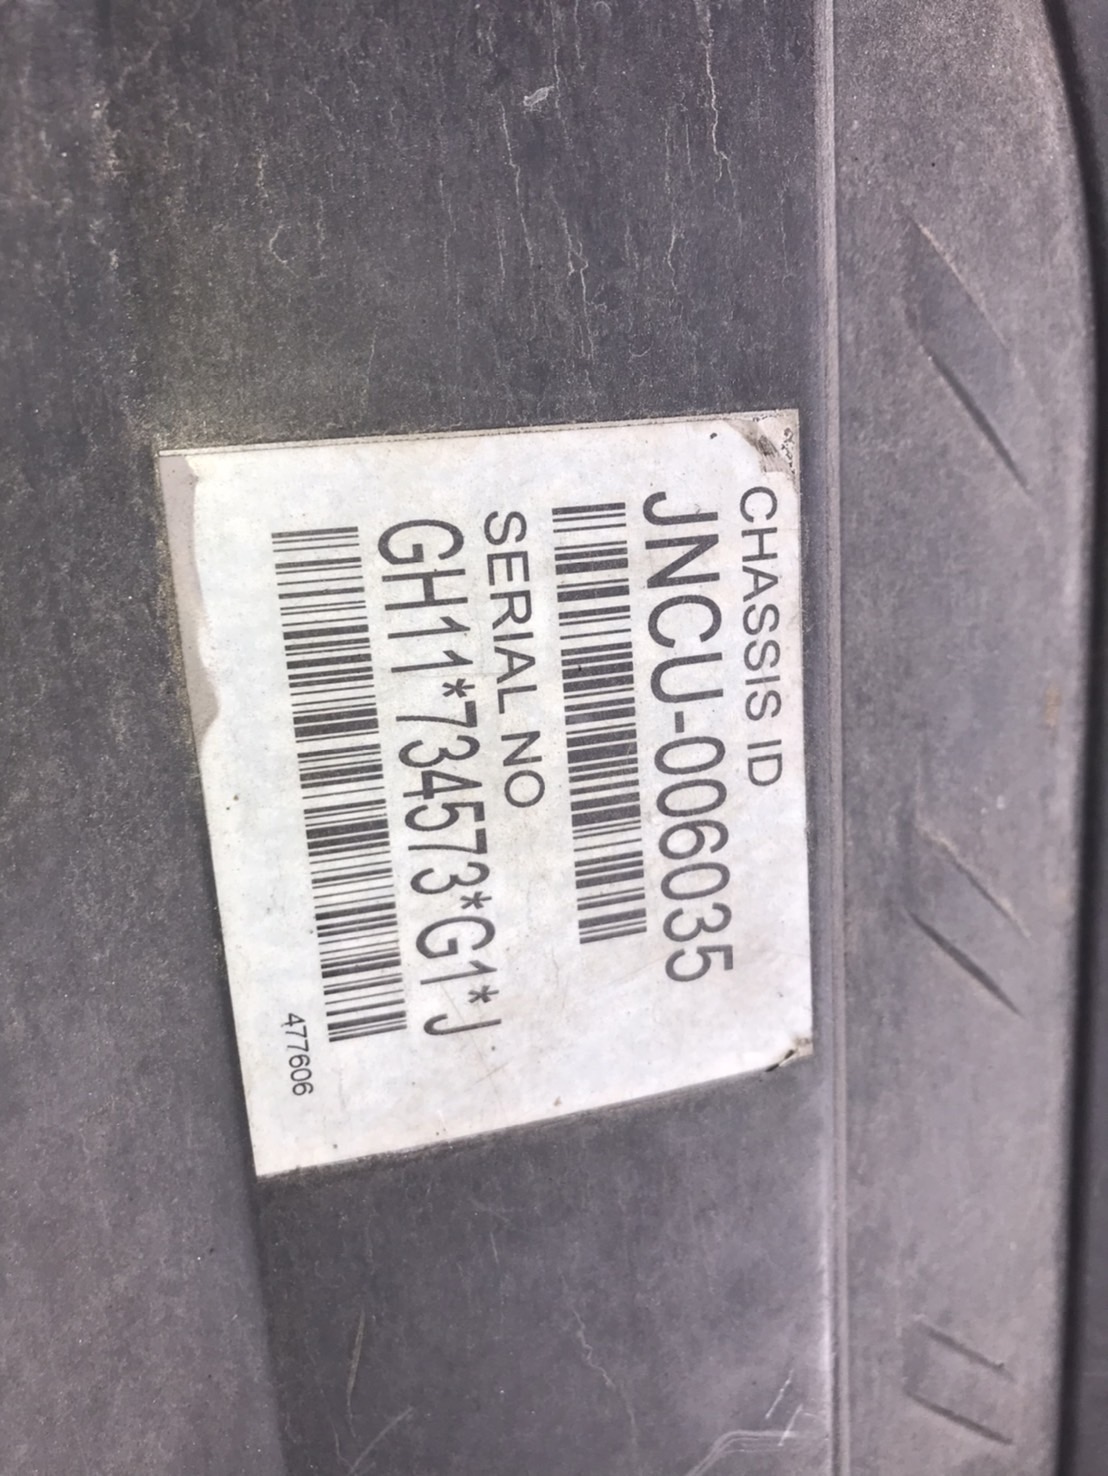 CHASSIS ID
JNCU-006035
SERIAL NO
GH11*734573*G1*J
477606